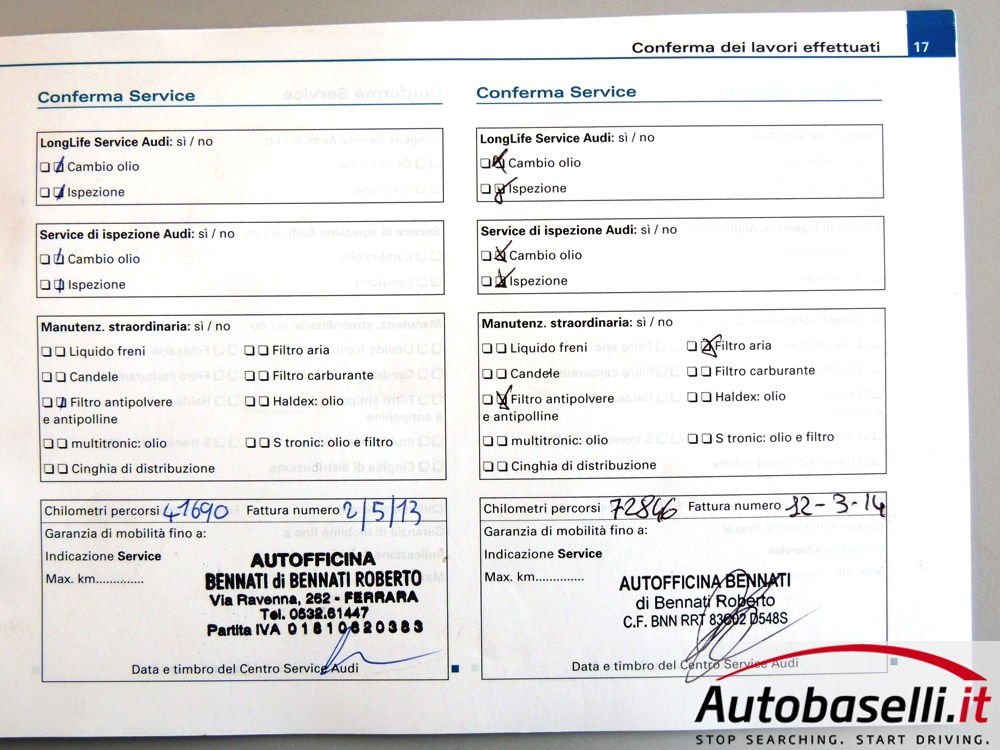 Conferma dei lavori effettuati 17
Conferma Service
LongLife Service Audi: sì / no
Cambio olio
Ispezione
Service di ispezione Audi: sì / no
Cambio olio
Ispezione
Manutenz. straordinaria: sì / no
Liquido freni Filtro aria
Candele Filtro carburante
Filtro antipolvere Haldex: olio
e antipolline
multitronic: olio S tronic: olio e filtro
Cinghia di distribuzione
Chilometri percorsi 41690 Fattura numero 2/5/13
Garanzia di mobilità fino a:
Indicazione Service
Max. km.............
AUTOFFICINA
BENNATI di BENNATI ROBERTO
Via Ravenna, 262 - FERRARA
Tel. 0532.61447
Partita IVA 01610620383
Data e timbro del Centro Service Audi
Conferma Service
LongLife Service Audi: sì / no
Cambio olio
Ispezione
Service di ispezione Audi: sì / no
Cambio olio
Ispezione
Manutenz. straordinaria: sì / no
Liquido freni Filtro aria
Candele Filtro carburante
Filtro antipolvere Haldex: olio
e antipolline
multitronic: olio S tronic: olio e filtro
Cinghia di distribuzione
Chilometri percorsi 72846 Fattura numero 12-3-14
Garanzia di mobilità fino a:
Indicazione Service
Max. km.............
AUTOFFICINA BENNATI
di Bennati Roberto
C.F. BNN RRT 83C02 D548S
Data e timbro del Centro Service Audi
Autobaselli.it
STOP SEARCHING. START DRIVING.